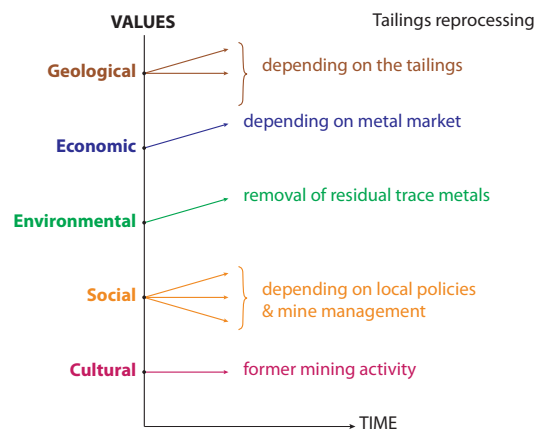 VALUES
Tailings reprocessing
Geological
depending on the tailings
Economic
depending on metal market
Environmental
removal of residual trace metals
Social
depending on local policies
& mine management
Cultural
former mining activity
TIME